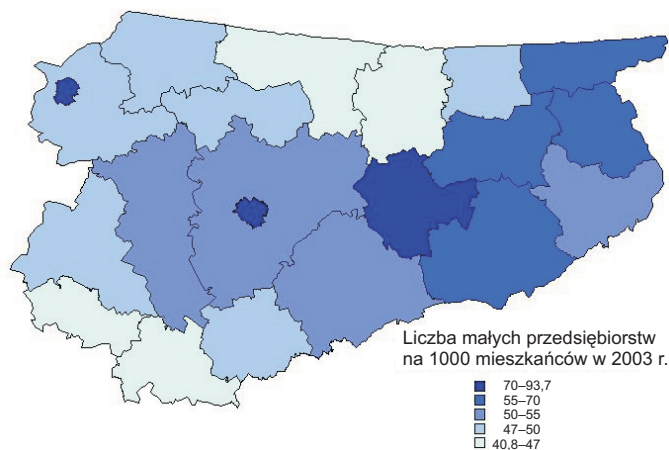 Liczba małych przedsiębiorstw
na 1000 mieszkańców w 2003 r.
70–93,7
55–70
50–55
47–50
40,8–47